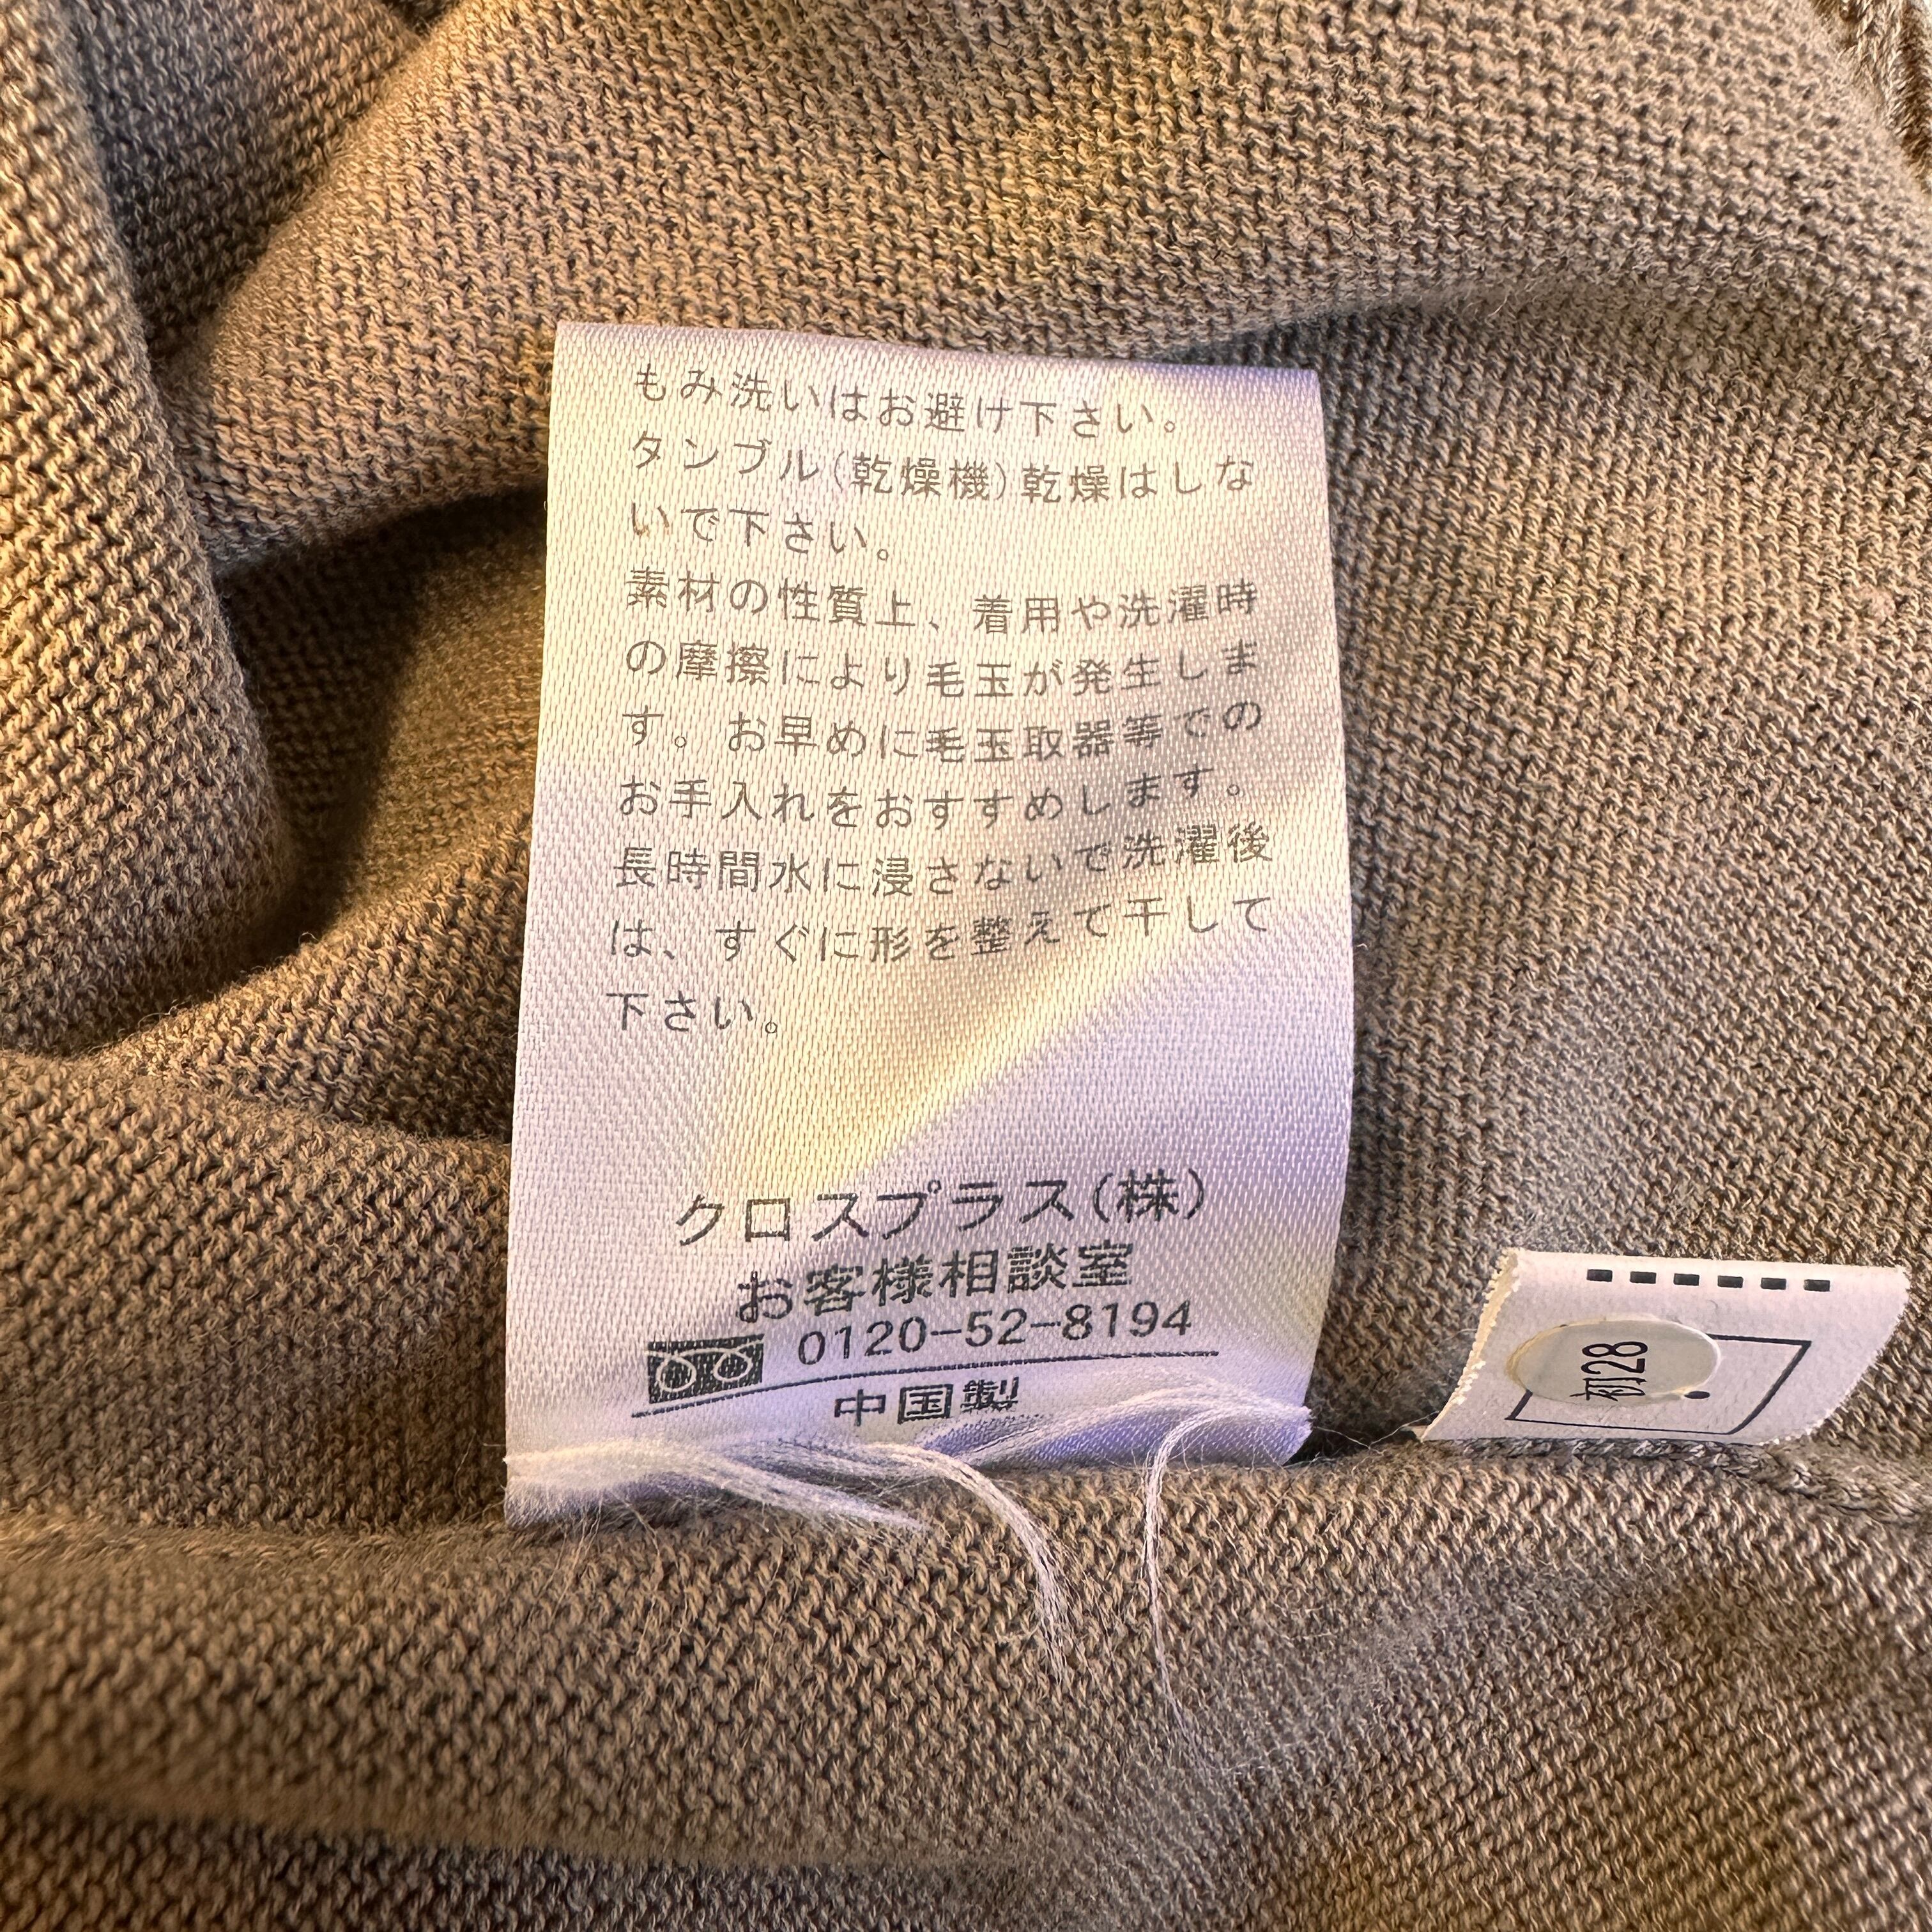 もみ洗いはお避け下さい。
タンブル(乾燥機)乾燥はしな
いで下さい。
素材の性質上、着用や洗濯時
の摩擦により毛玉が発生しま
す。お早めに毛玉取器等での
お手入れをおすすめします。
長時間水に浸さないで洗濯後
は、すぐに形を整えて干して
下さい。
クロスプラス(株)
お客様相談室
0120-52-8194
中国製
初28